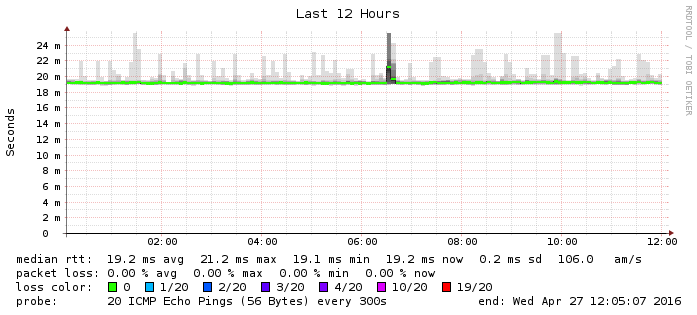 Last 12 Hours
RRDTOOL / TOBI OETIKER
Seconds
24 m
22 m
20 m
18 m
16 m
14 m
12 m
10 m
8 m
6 m
4 m
2 m
0
02:00 04:00 06:00 08:00 10:00 12:00
median rtt: 19.2 ms avg 21.2 ms max 19.1 ms min 19.2 ms now 0.2 ms sd 106.0 am/s
packet loss: 0.00 % avg 0.00 % max 0.00 % min 0.00 % now
loss color: 0 1/20 2/20 3/20 4/20 10/20 19/20
probe: 20 ICMP Echo Pings (56 Bytes) every 300s end: Wed Apr 27 12:05:07 2016